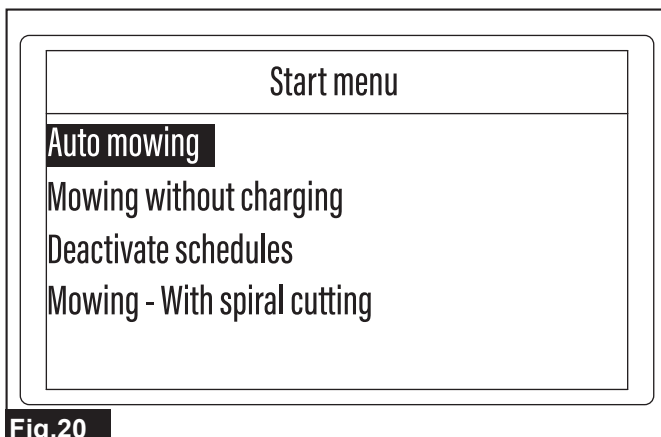 Start menu
Auto mowing
Mowing without charging
Deactivate schedules
Mowing - With spiral cutting
Fig.20